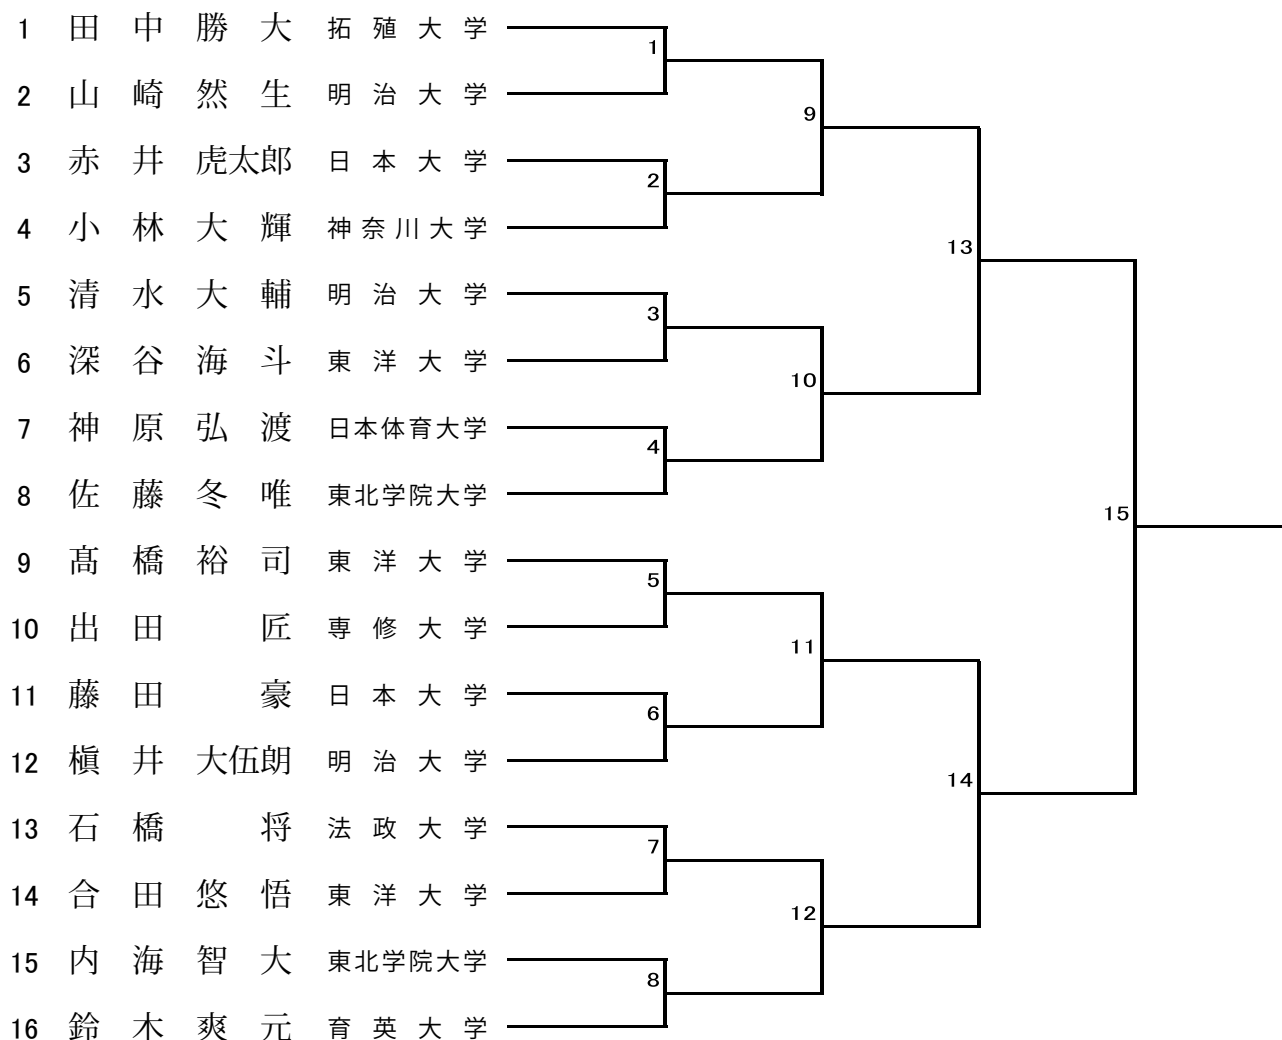 1 田中勝大 拓殖大学
1
2 山崎然生 明治大学
9
3 赤井虎太郎 日本大学
2
4 小林大輝 神奈川大学
13
5 清水大輔 明治大学
3
6 深谷海斗 東洋大学
10
7 神原弘渡 日本体育大学
4
8 佐藤冬唯 東北学院大学
15
9 髙橋裕司 東洋大学
5
10 出田匠 専修大学
11
11 藤田豪 日本大学
6
12 槇井大伍朗 明治大学
14
13 石橋将 法政大学
7
14 合田悠悟 東洋大学
12
15 内海智大 東北学院大学
8
16 鈴木爽元 育英大学